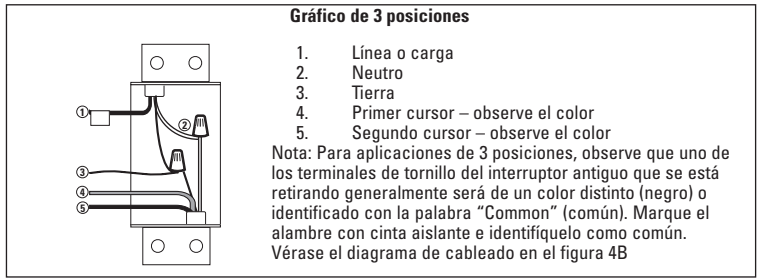 Gráfico de 3 posiciones
1. Línea o carga
2. Neutro
3. Tierra
4. Primer cursor – observe el color
5. Segundo cursor – observe el color
Nota: Para aplicaciones de 3 posiciones, observe que uno de
los terminales de tornillo del interruptor antiguo que se está
retirando generalmente será de un color distinto (negro) o
identificado con la palabra “Common” (común). Marque el
alambre con cinta aislante e identifíquelo como común.
Vérase el diagrama de cableado en el figura 4B
①
②
③
④
⑤